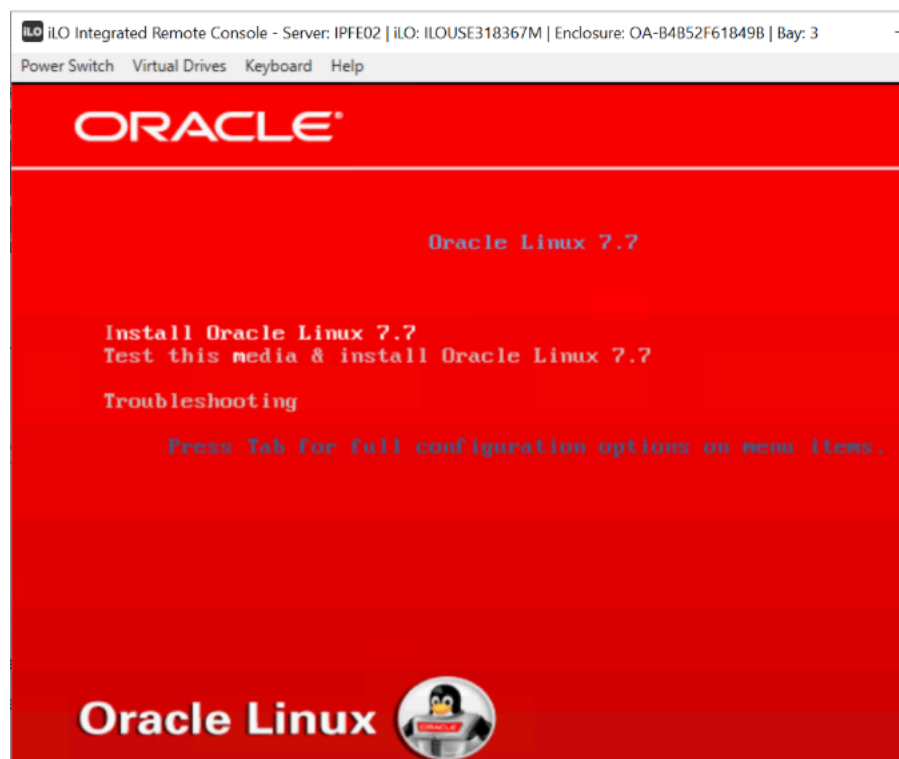 iLO iLO Integrated Remote Console - Server: IPFE02 | iLO: ILOUSE318367M | Enclosure: OA-B4B52F61849B | Bay: 3
Power Switch Virtual Drives Keyboard Help
ORACLE®
Oracle Linux 7.7
Install Oracle Linux 7.7
Test this media & install Oracle Linux 7.7
Troubleshooting
Press Tab for full configuration options on menu items.
Oracle Linux
ORACLE